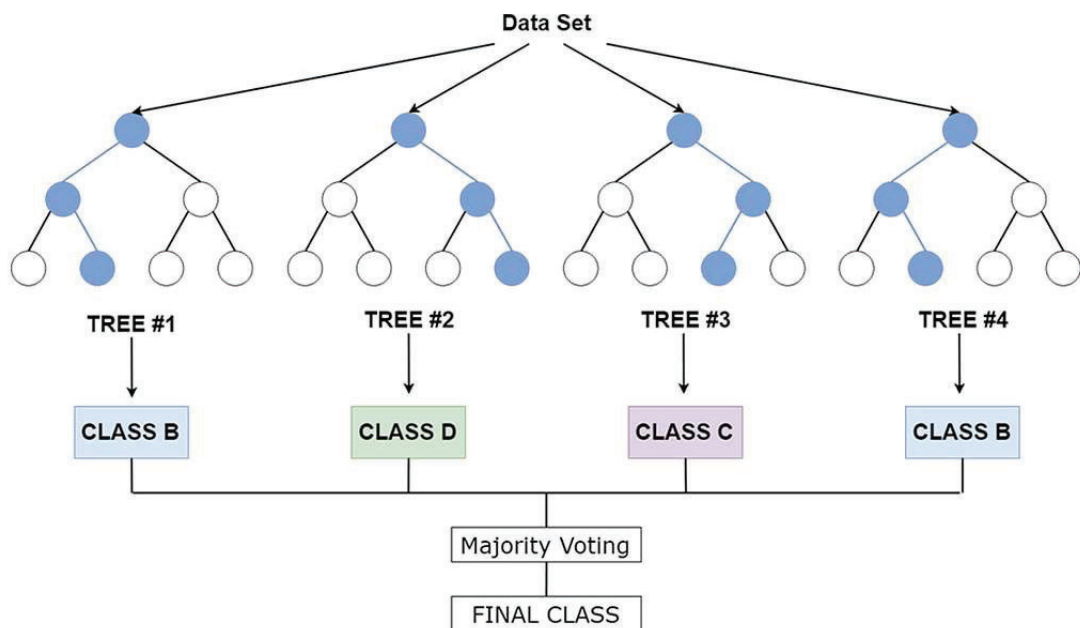 Data Set
TREE #1
TREE #2
TREE #3
TREE #4
CLASS B
CLASS D
CLASS C
CLASS B
Majority Voting
FINAL CLASS